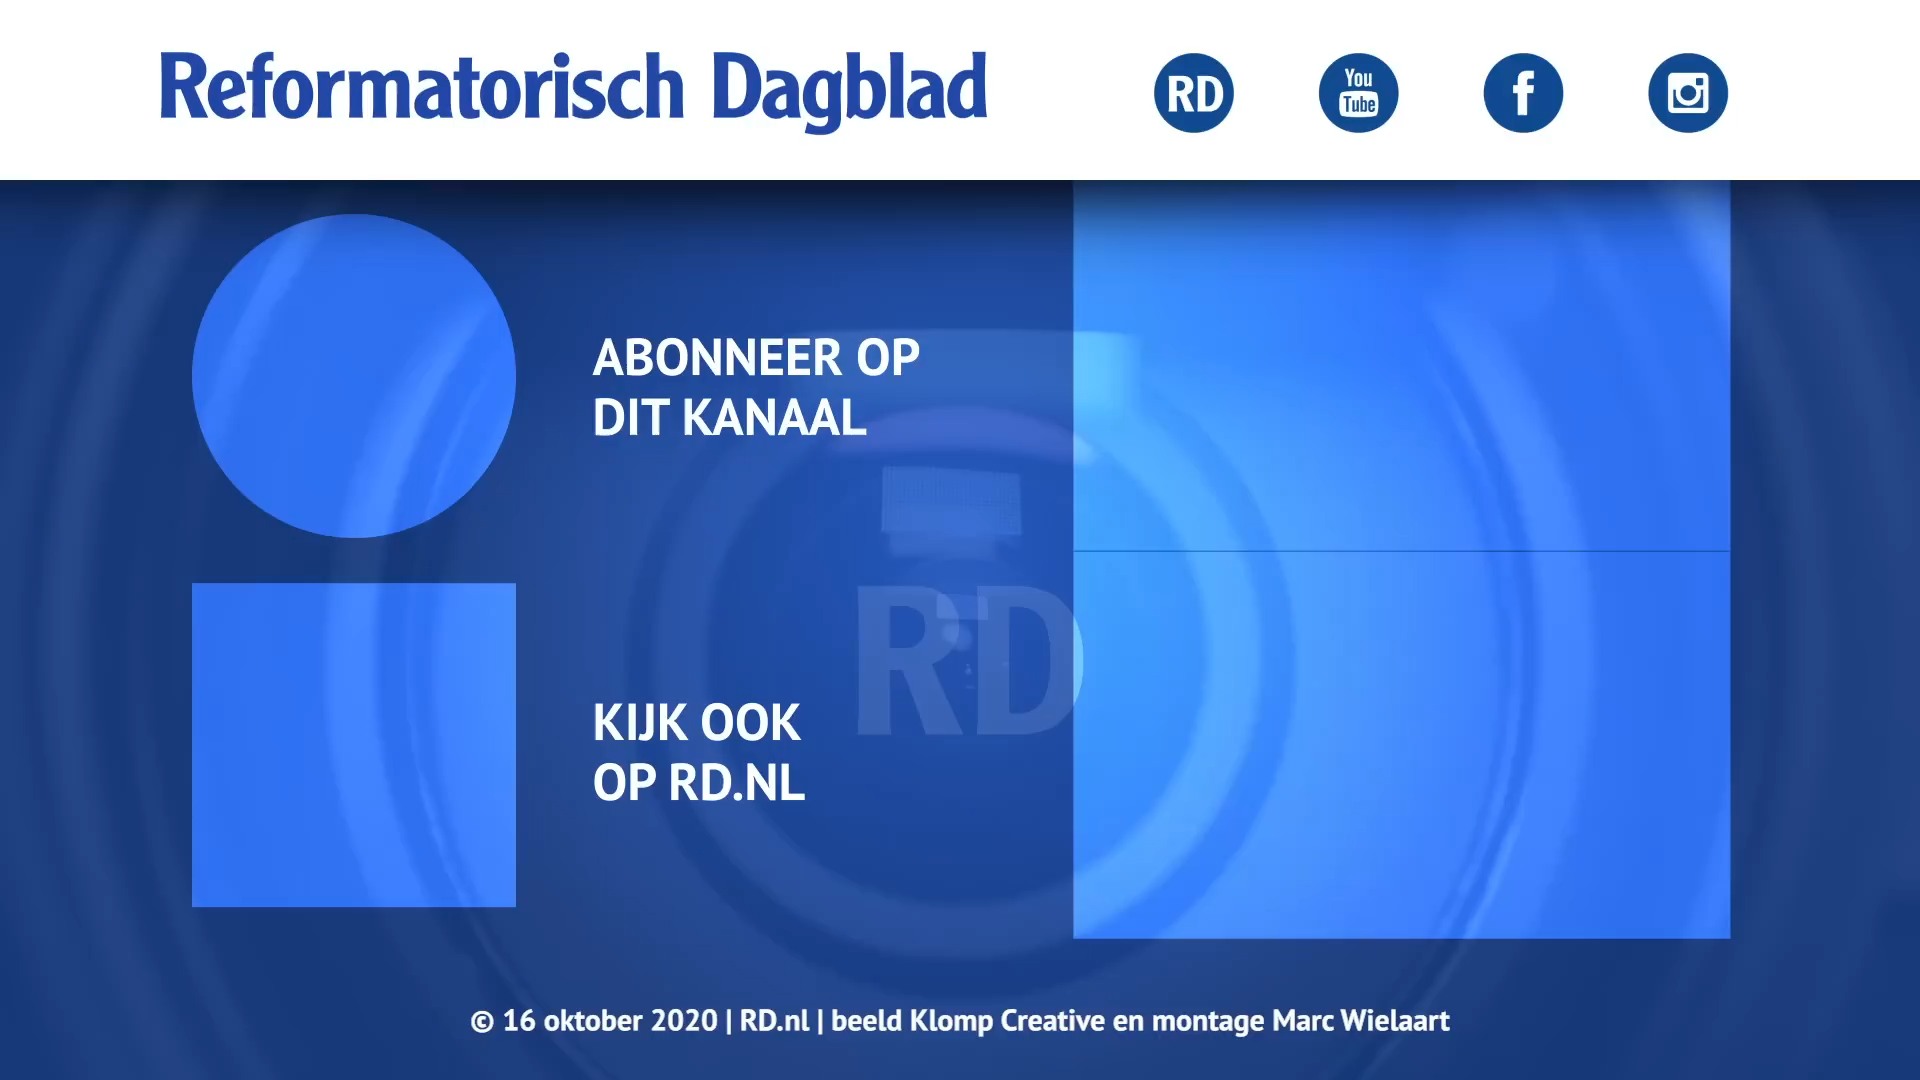 Reformatorisch Dagblad
RD
You
Tube
f
ABONNEER OP
DIT KANAAL
RD
KIJK OOK
OP RD.NL
© 16 oktober 2020 | RD.nl | beeld Klomp Creative en montage Marc Wielaart